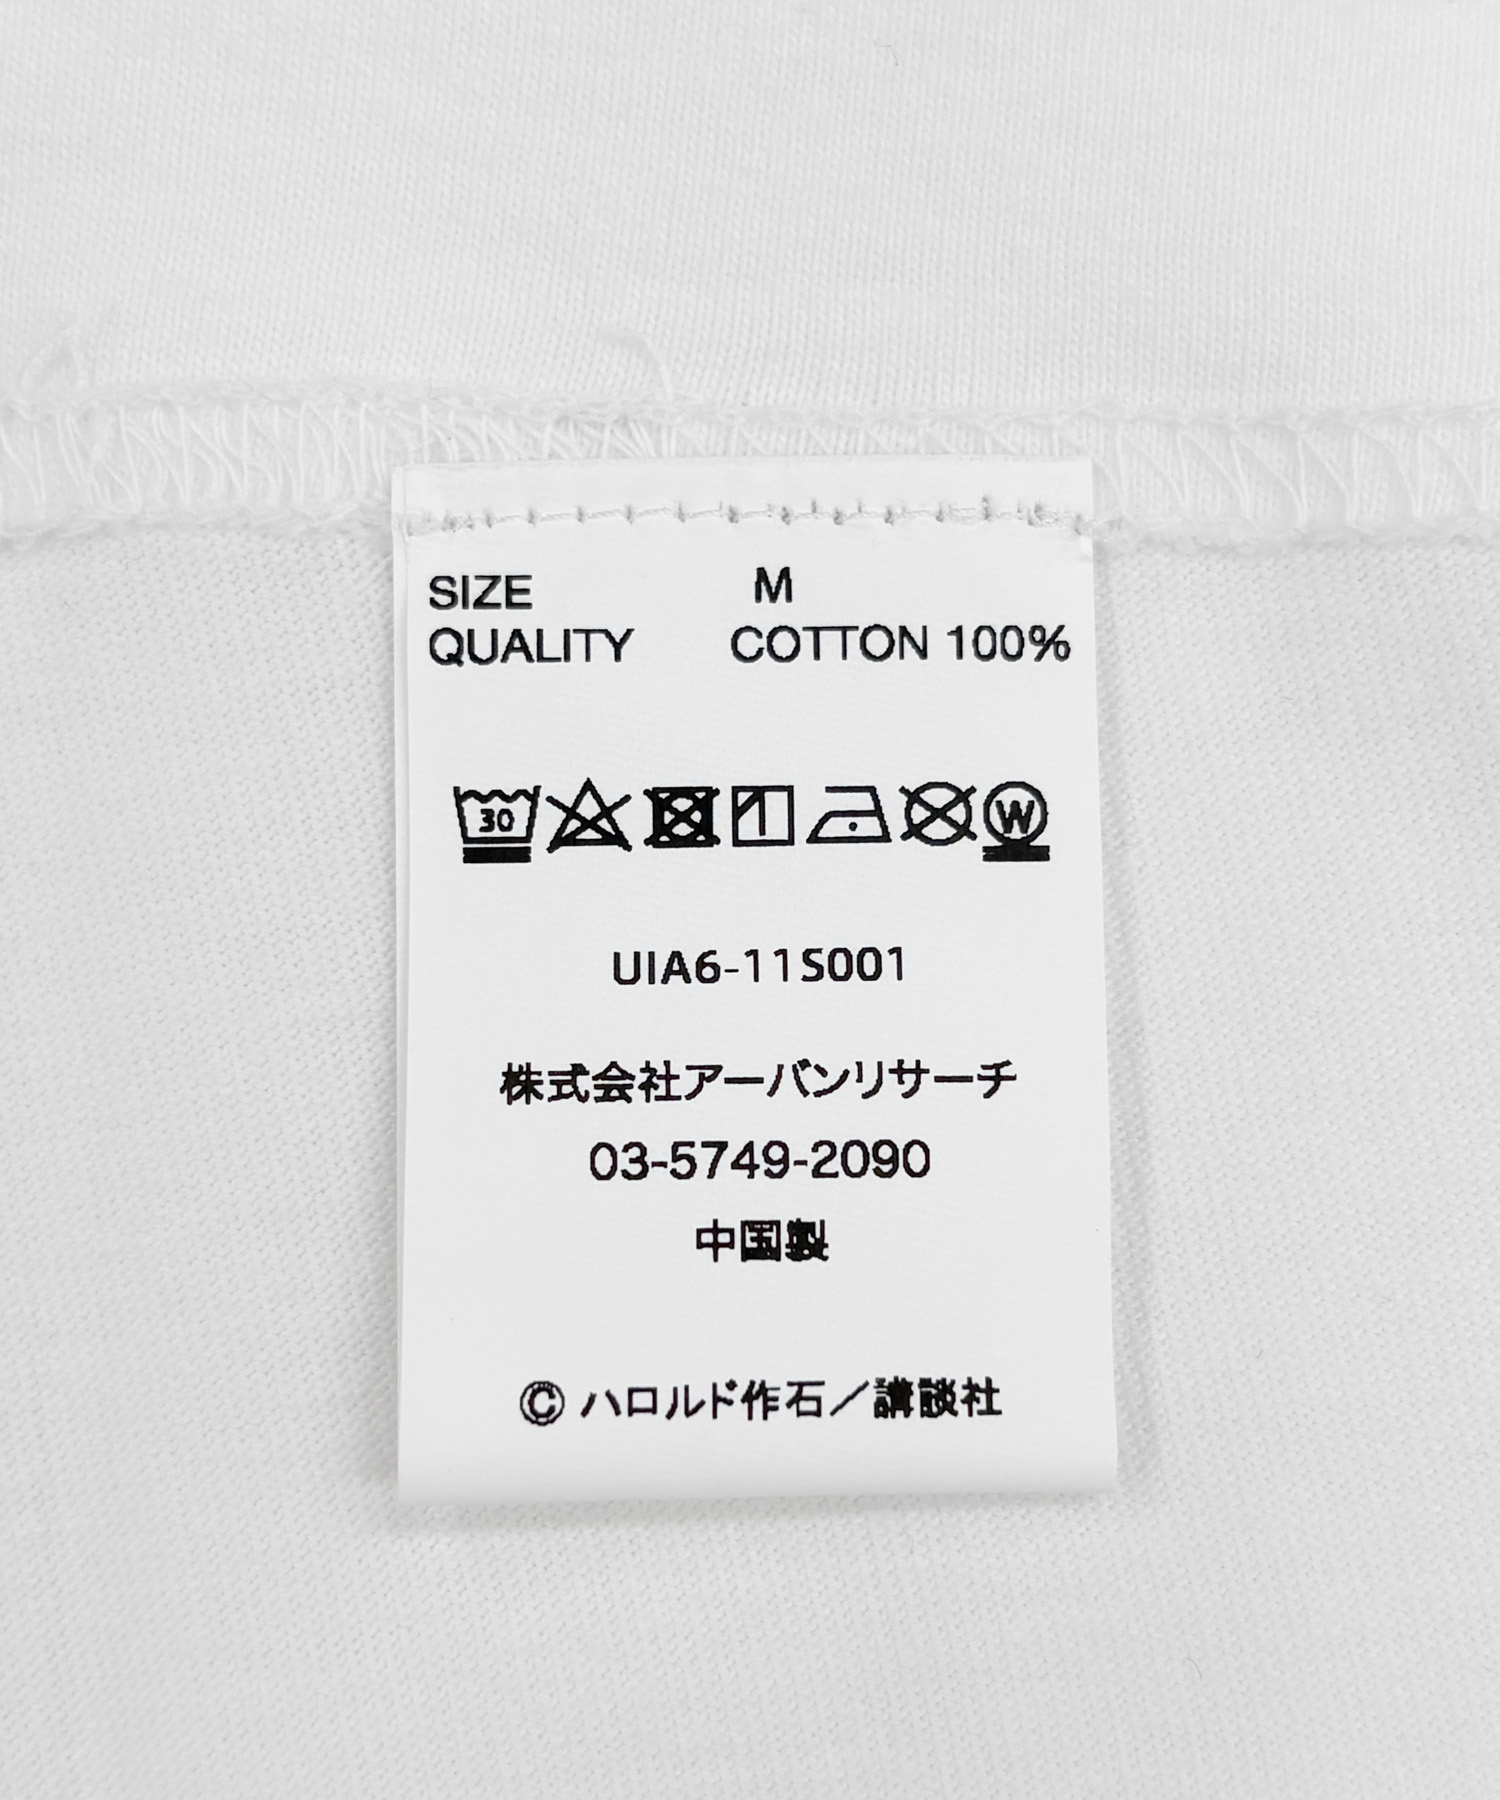 SIZE M
QUALITY COTTON 100%
30 W
UIA6-11S001
株式会社アーバンリサーチ
03-5749-2090
中国製
© ハロルド作石／講談社